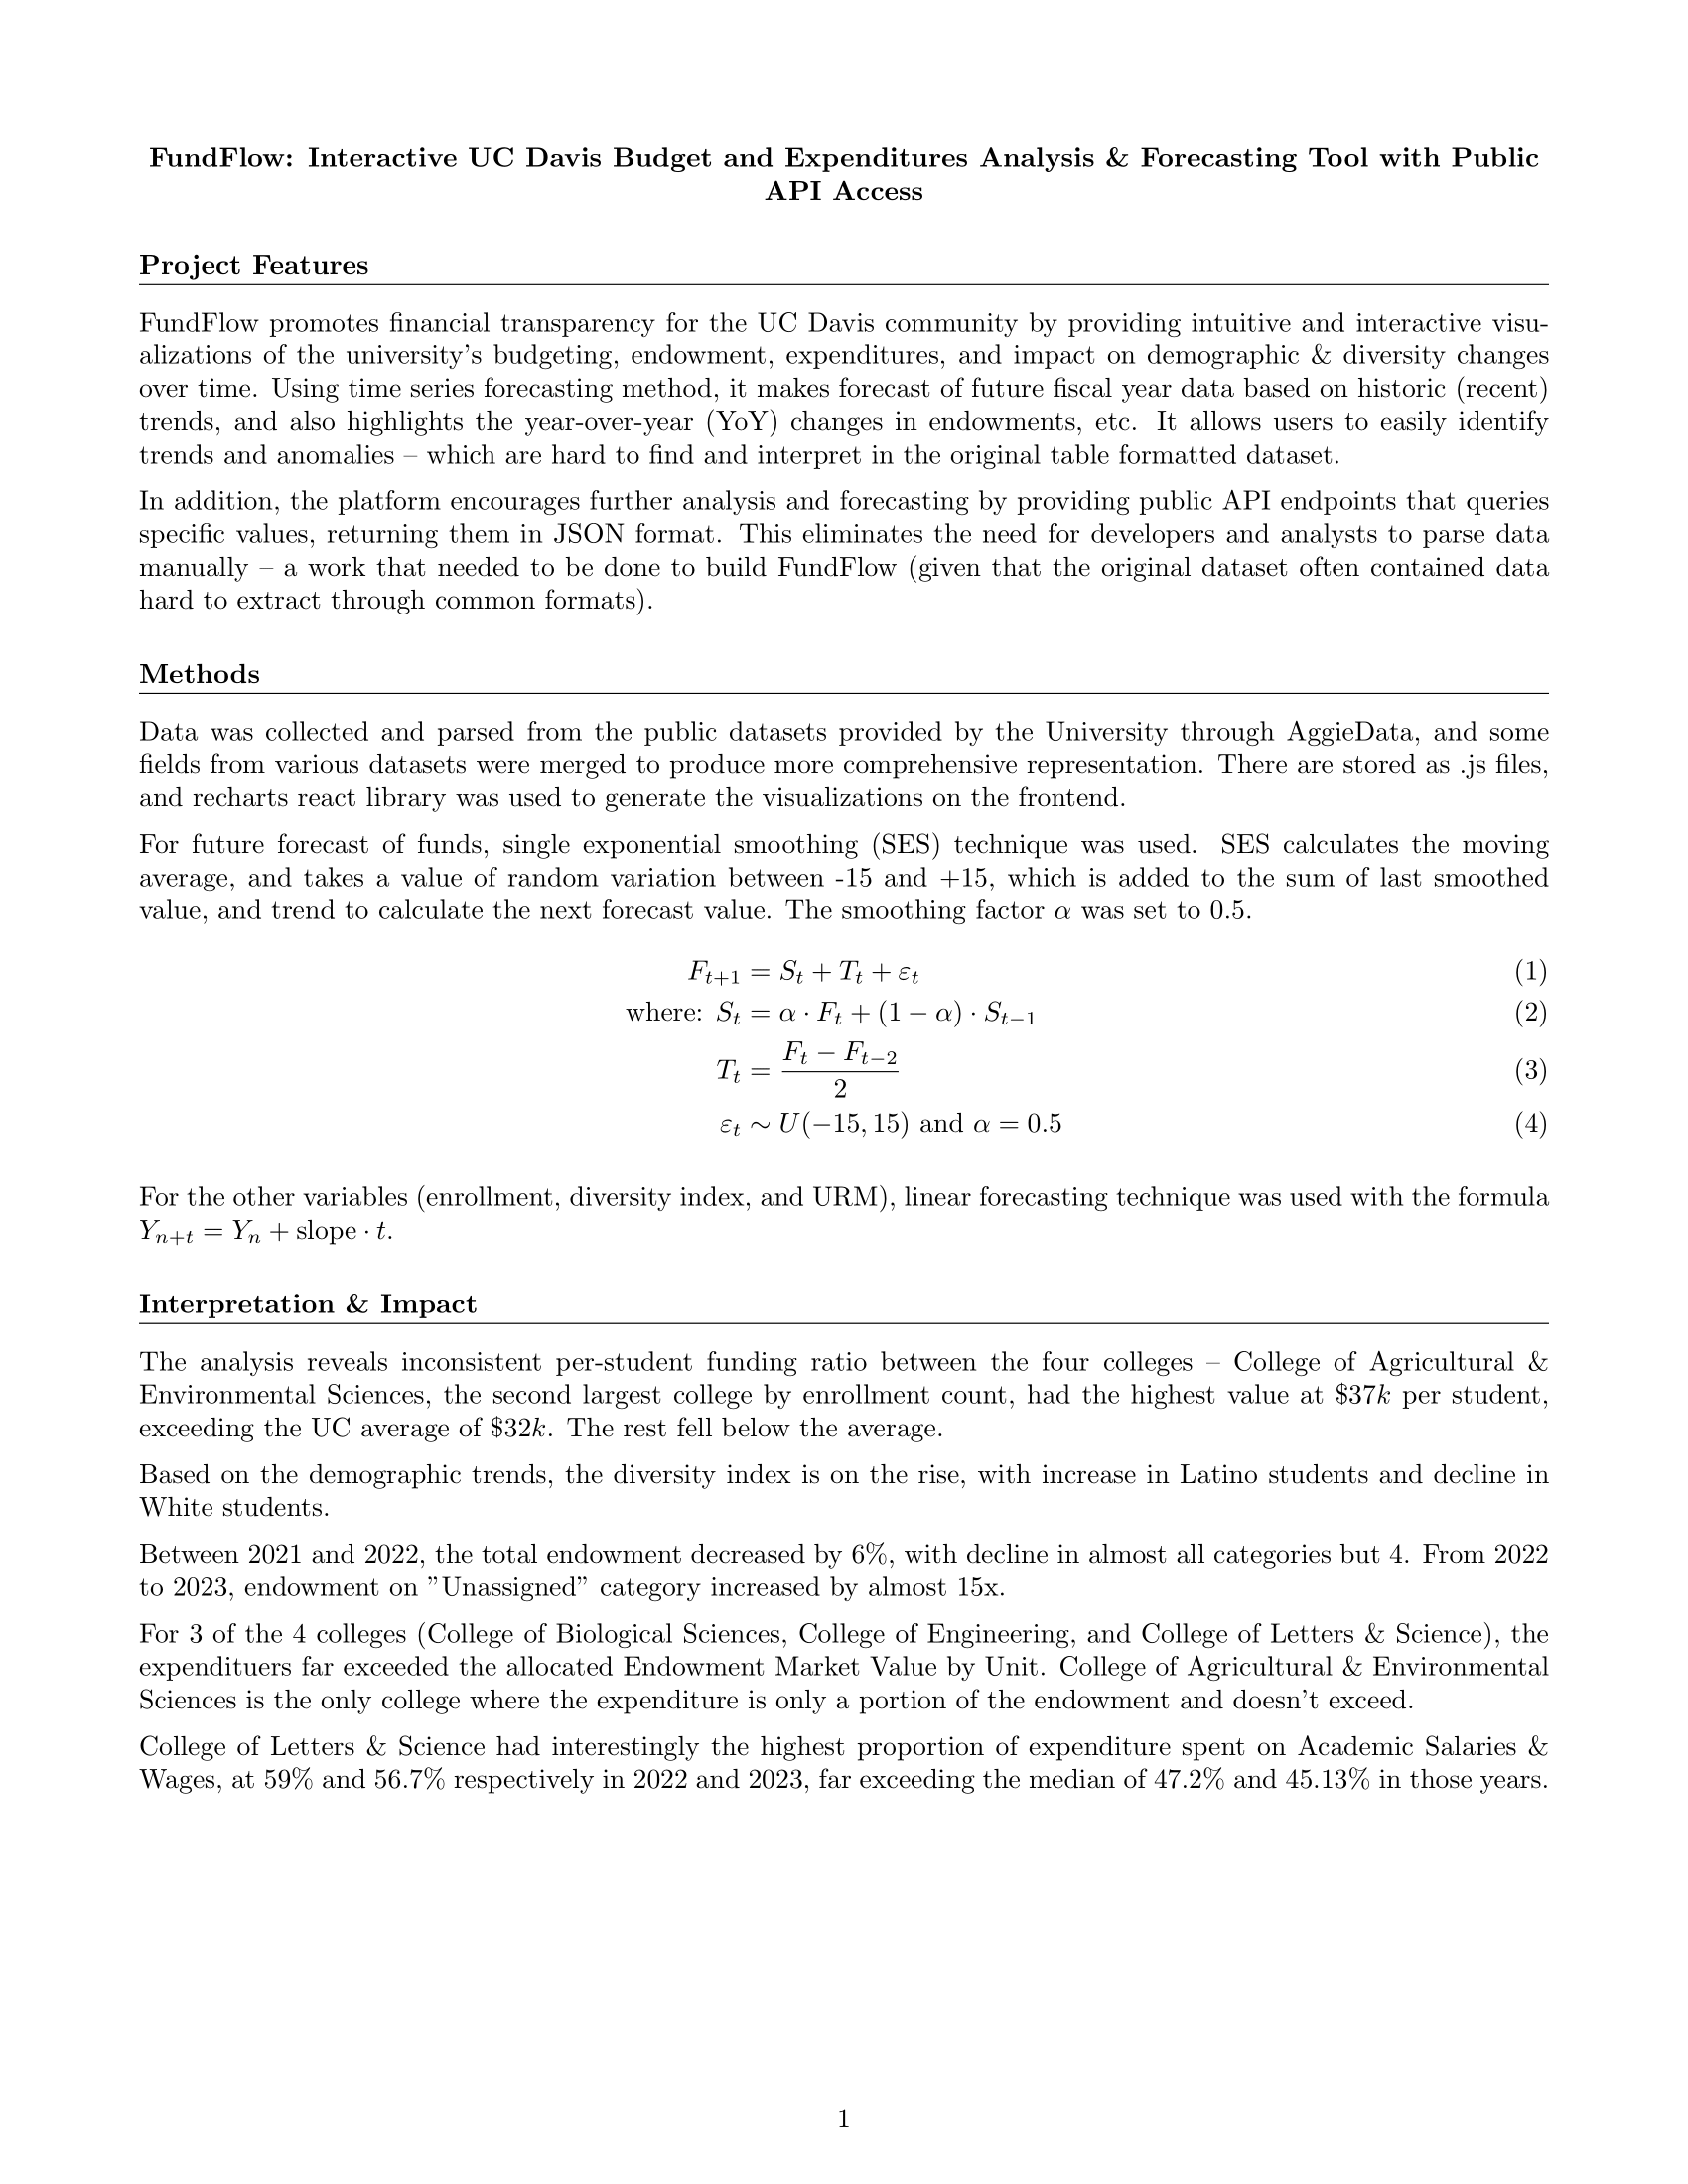 FundFlow: Interactive UC Davis Budget and Expenditures Analysis & Forecasting Tool with Public
API Access
Project Features
FundFlow promotes financial transparency for the UC Davis community by providing intuitive and interactive visu-
alizations of the university's budgeting, endowment, expenditures, and impact on demographic & diversity changes
over time. Using time series forecasting method, it makes forecast of future fiscal year data based on historic (recent)
trends, and also highlights the year-over-year (YoY) changes in endowments, etc. It allows users to easily identify
trends and anomalies – which are hard to find and interpret in the original table formatted dataset.
In addition, the platform encourages further analysis and forecasting by providing public API endpoints that queries
specific values, returning them in JSON format. This eliminates the need for developers and analysts to parse data
manually – a work that needed to be done to build FundFlow (given that the original dataset often contained data
hard to extract through common formats).
Methods
Data was collected and parsed from the public datasets provided by the University through AggieData, and some
fields from various datasets were merged to produce more comprehensive representation. There are stored as .js files,
and recharts react library was used to generate the visualizations on the frontend.
For future forecast of funds, single exponential smoothing (SES) technique was used. SES calculates the moving
average, and takes a value of random variation between -15 and +15, which is added to the sum of last smoothed
value, and trend to calculate the next forecast value. The smoothing factor α was set to 0.5.
F_{t+1} = S_t + T_t + ε_t (1)
where: S_t = α · F_t + (1 − α) · S_{t−1} (2)
T_t = \frac{F_t − F_{t−2}}{2} (3)
ε_t ∼ U(−15, 15) and α = 0.5 (4)
For the other variables (enrollment, diversity index, and URM), linear forecasting technique was used with the formula
Y_{n+t} = Y_n + slope · t.
Interpretation & Impact
The analysis reveals inconsistent per-student funding ratio between the four colleges – College of Agricultural &
Environmental Sciences, the second largest college by enrollment count, had the highest value at $37k per student,
exceeding the UC average of $32k. The rest fell below the average.
Based on the demographic trends, the diversity index is on the rise, with increase in Latino students and decline in
White students.
Between 2021 and 2022, the total endowment decreased by 6%, with decline in almost all categories but 4. From 2022
to 2023, endowment on ”Unassigned” category increased by almost 15x.
For 3 of the 4 colleges (College of Biological Sciences, College of Engineering, and College of Letters & Science), the
expendituers far exceeded the allocated Endowment Market Value by Unit. College of Agricultural & Environmental
Sciences is the only college where the expenditure is only a portion of the endowment and doesn't exceed.
College of Letters & Science had interestingly the highest proportion of expenditure spent on Academic Salaries &
Wages, at 59% and 56.7% respectively in 2022 and 2023, far exceeding the median of 47.2% and 45.13% in those years.
1